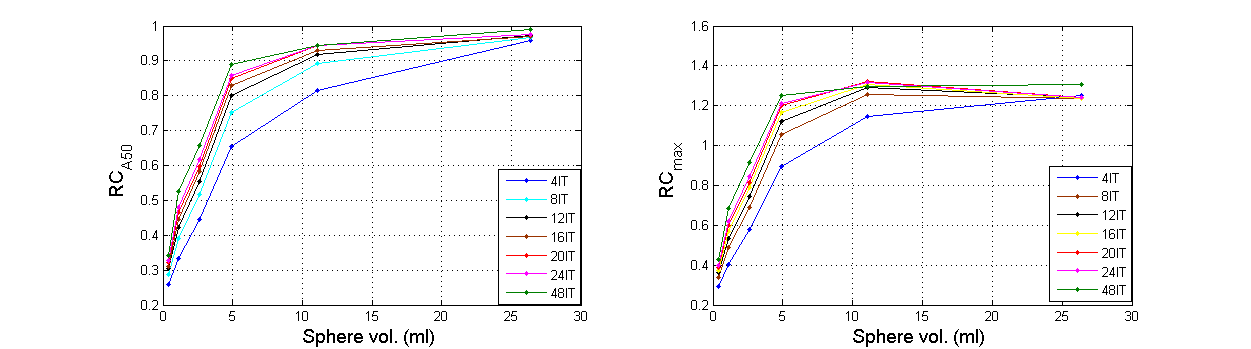 1
0.9
0.8
0.7
0.6
0.5
0.4
0.3
0.2
0 5 10 15 20 25 30
RC_A50
Sphere vol. (ml)
4IT
8IT
12IT
16IT
20IT
24IT
48IT
1.6
1.4
1.2
1
0.8
0.6
0.4
0.2
0 5 10 15 20 25 30
RC_max
Sphere vol. (ml)
4IT
8IT
12IT
16IT
20IT
24IT
48IT